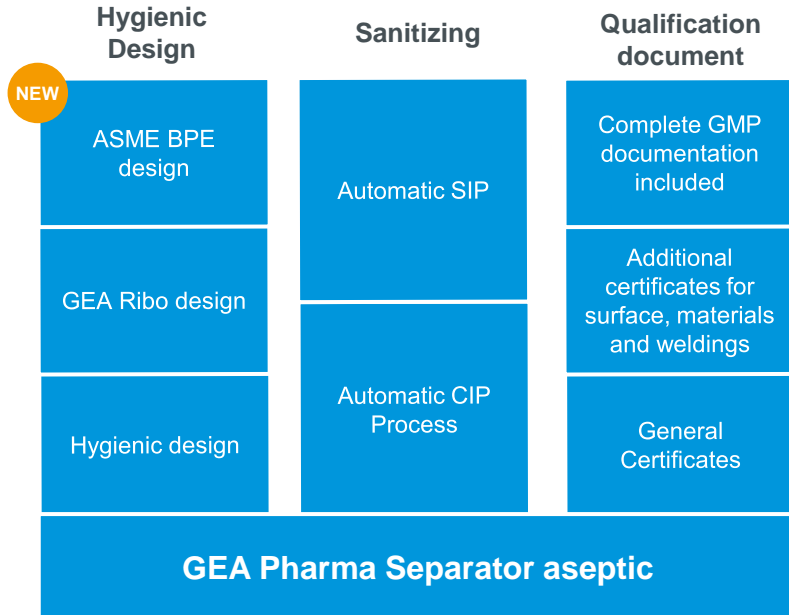 Hygienic
Design
Sanitizing
Qualification
document
NEW
ASME BPE
design
GEA Ribo design
Hygienic design
Automatic SIP
Automatic CIP
Process
Complete GMP
documentation
included
Additional
certificates for
surface, materials
and weldings
General
Certificates
GEA Pharma Separator aseptic